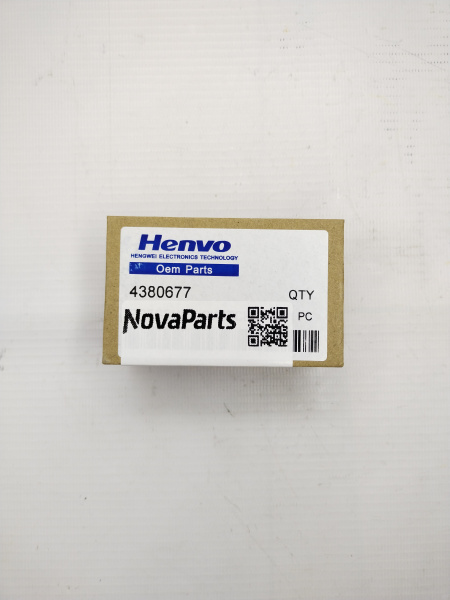 Henvo
HENGWEI ELECTRONICS TECHNOLOGY
Oem Parts
4380677 QTY
NovaParts PC